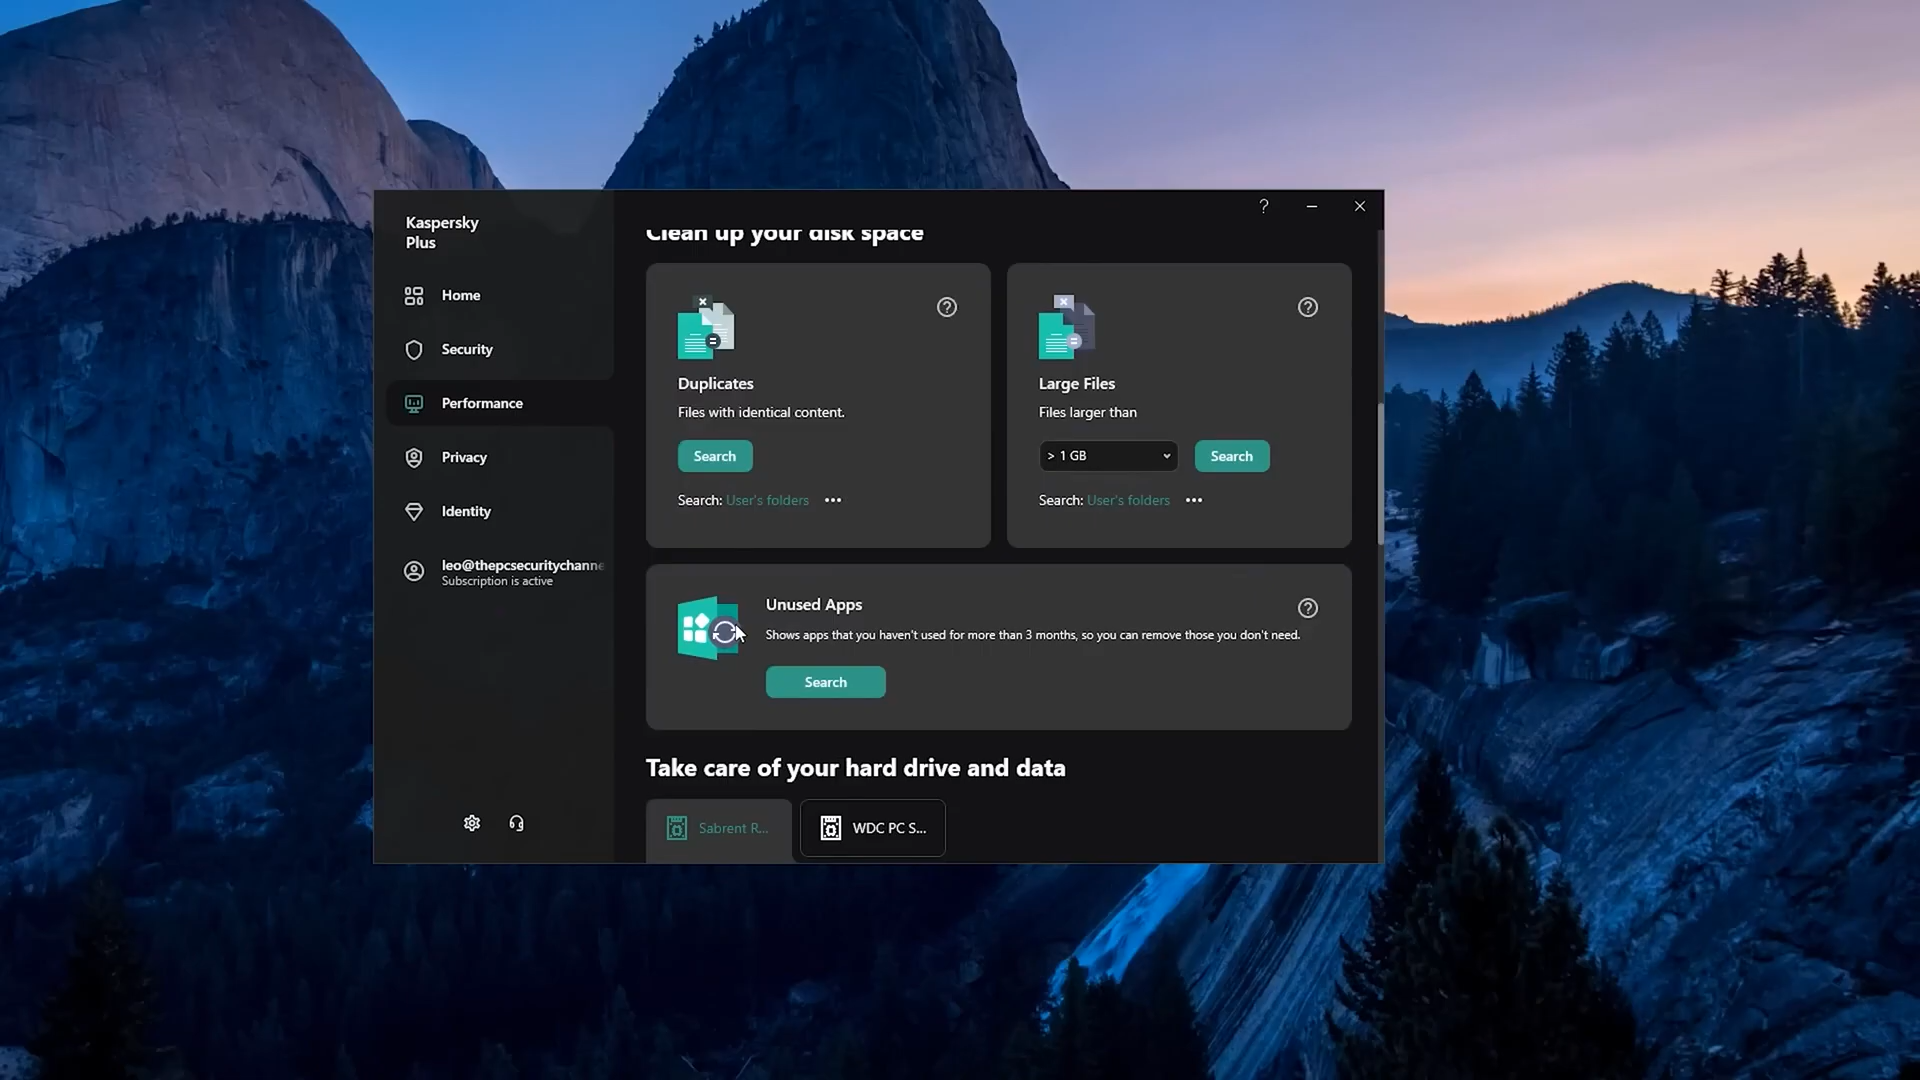 Kaspersky
Plus
Home
Security
Performance
Privacy
Identity
leo@thepcsecuritychanne
Subscription is active
?
Clean up your disk space
Duplicates
Files with identical content.
Search
Search: User's folders •••
Large Files
Files larger than
> 1 GB
Search
Search: User's folders •••
Unused Apps
Shows apps that you haven't used for more than 3 months, so you can remove those you don't need.
Search
Take care of your hard drive and data
Sabrent R...
WDC PC S...